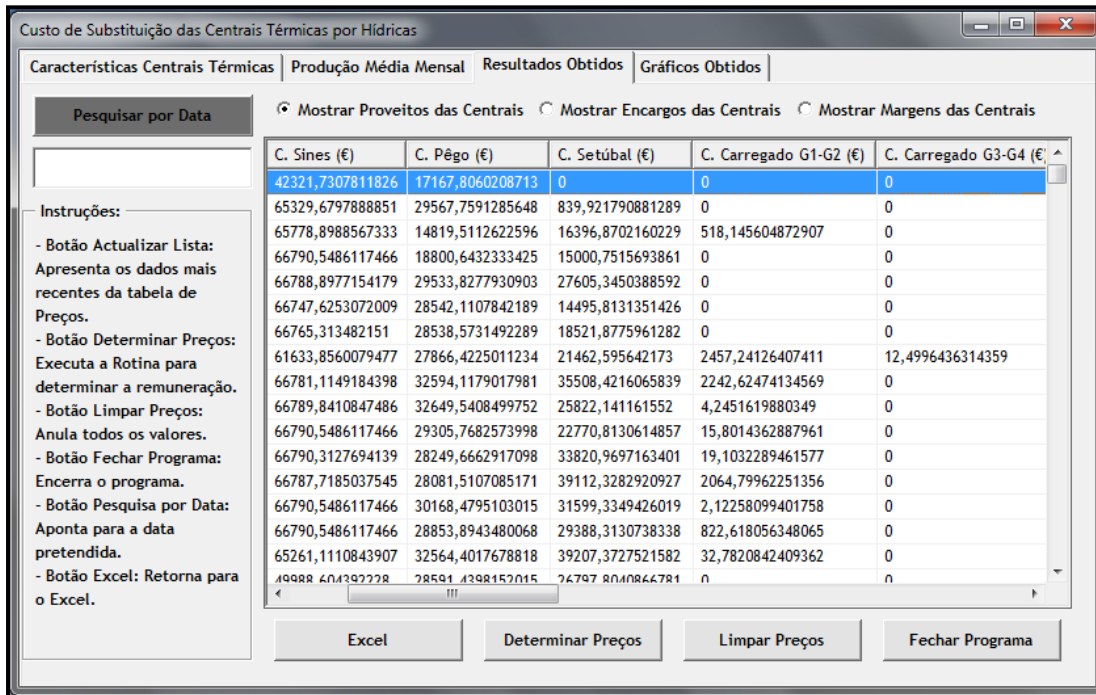 Custo de Substituição das Centrais Térmicas por Hídricas
Características Centrais Térmicas Produção Média Mensal Resultados Obtidos Gráficos Obtidos
Pesquisar por Data
Mostrar Proveitos das Centrais Mostrar Encargos das Centrais Mostrar Margens das Centrais
Instruções:
- Botão Actualizar Lista:
Apresenta os dados mais
recentes da tabela de
Preços.
- Botão Determinar Preços:
Executa a Rotina para
determinar a remuneração.
- Botão Limpar Preços:
Anula todos os valores.
- Botão Fechar Programa:
Encerra o programa.
- Botão Pesquisa por Data:
Aponta para a data
pretendida.
- Botão Excel: Retorna para
o Excel.
C. Sines (€) C. Pêgo (€) C. Setúbal (€) C. Carregado G1-G2 (€) C. Carregado G3-G4 (€)
42321,7307811826 17167,8060208713 0 0 0
65329,6797888851 29567,7591285648 839,921790881289 0 0
65778,8988567333 14819,5112622596 16396,8702160229 518,145604872907 0
66790,5486117466 18800,6432333425 15000,7515693861 0 0
66788,8977154179 29533,8277930903 27605,3450388592 0 0
66747,6253072009 28542,1107842189 14495,8131351426 0 0
66765,313482151 28538,5731492289 18521,8775961282 0 0
61633,8560079477 27866,4225011234 21462,595642173 2457,24126407411 12,4996436314359
66781,1149184398 32594,1179017981 35508,4216065839 2242,62474134569 0
66789,8410847486 32649,5408499752 25822,141161552 4,2451619880349 0
66790,5486117466 29305,7682573998 22770,8130614857 15,8014362887961 0
66790,3127694139 28249,6662917098 33820,9697163401 19,1032289461577 0
66787,7185037545 28081,5107085171 39112,3282920927 2064,79962251356 0
66790,5486117466 30168,4795103015 31599,3349426019 2,12258099401758 0
66790,5486117466 28853,8943480068 29388,3130738338 822,618056348065 0
65261,1110843907 32564,4017678818 39207,3727521582 32,7820842409362 0
49988,604392228 28591,4398152015 26797,8040866781 0 0
Excel Determinar Preços Limpar Preços Fechar Programa